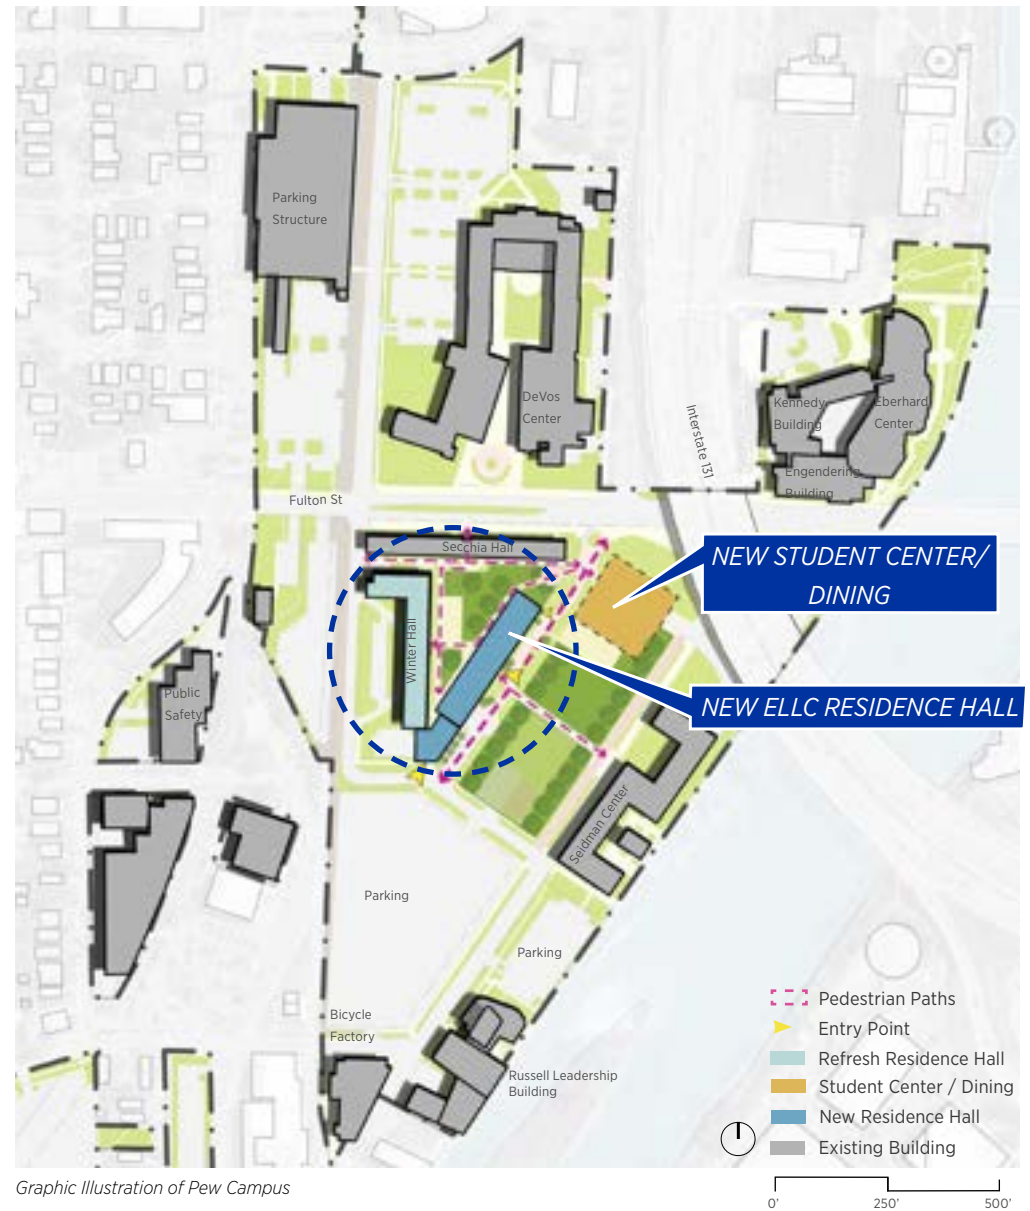 Parking
Structure
DeVos
Center
Interstate 131
Kennedy
Building
Eberhard
Center
Engendering
Building
Fulton St
Secchia Hall
NEW STUDENT CENTER/
DINING
Winter Hall
NEW ELLC RESIDENCE HALL
Public
Safety
Seidman Center
Parking
Parking
Bicycle
Factory
Russell Leadership
Building
Pedestrian Paths
Entry Point
Refresh Residence Hall
Student Center / Dining
New Residence Hall
Existing Building
Graphic Illustration of Pew Campus
0' 250' 500'